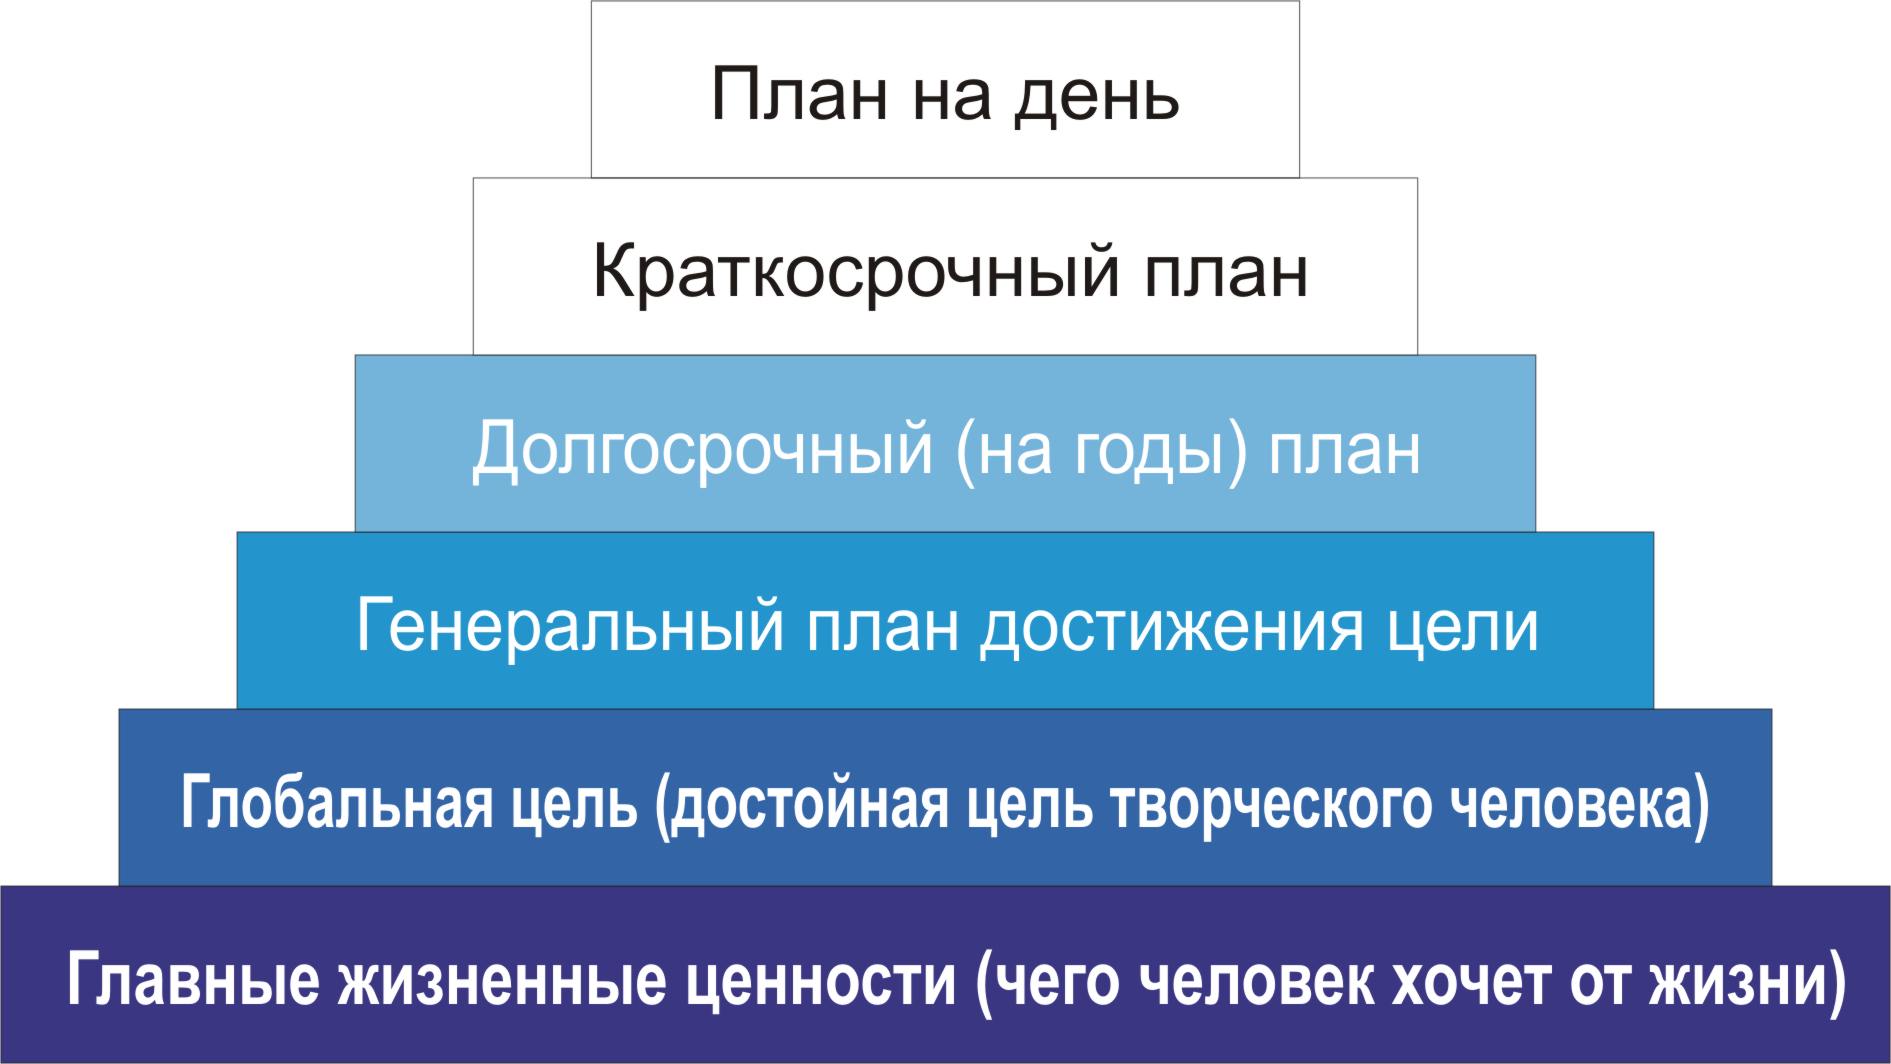 План на день
Краткосрочный план
Долгосрочный (на годы) план
Генеральный план достижения цели
Глобальная цель (достойная цель творческого человека)
Главные жизненные ценности (чего человек хочет от жизни)